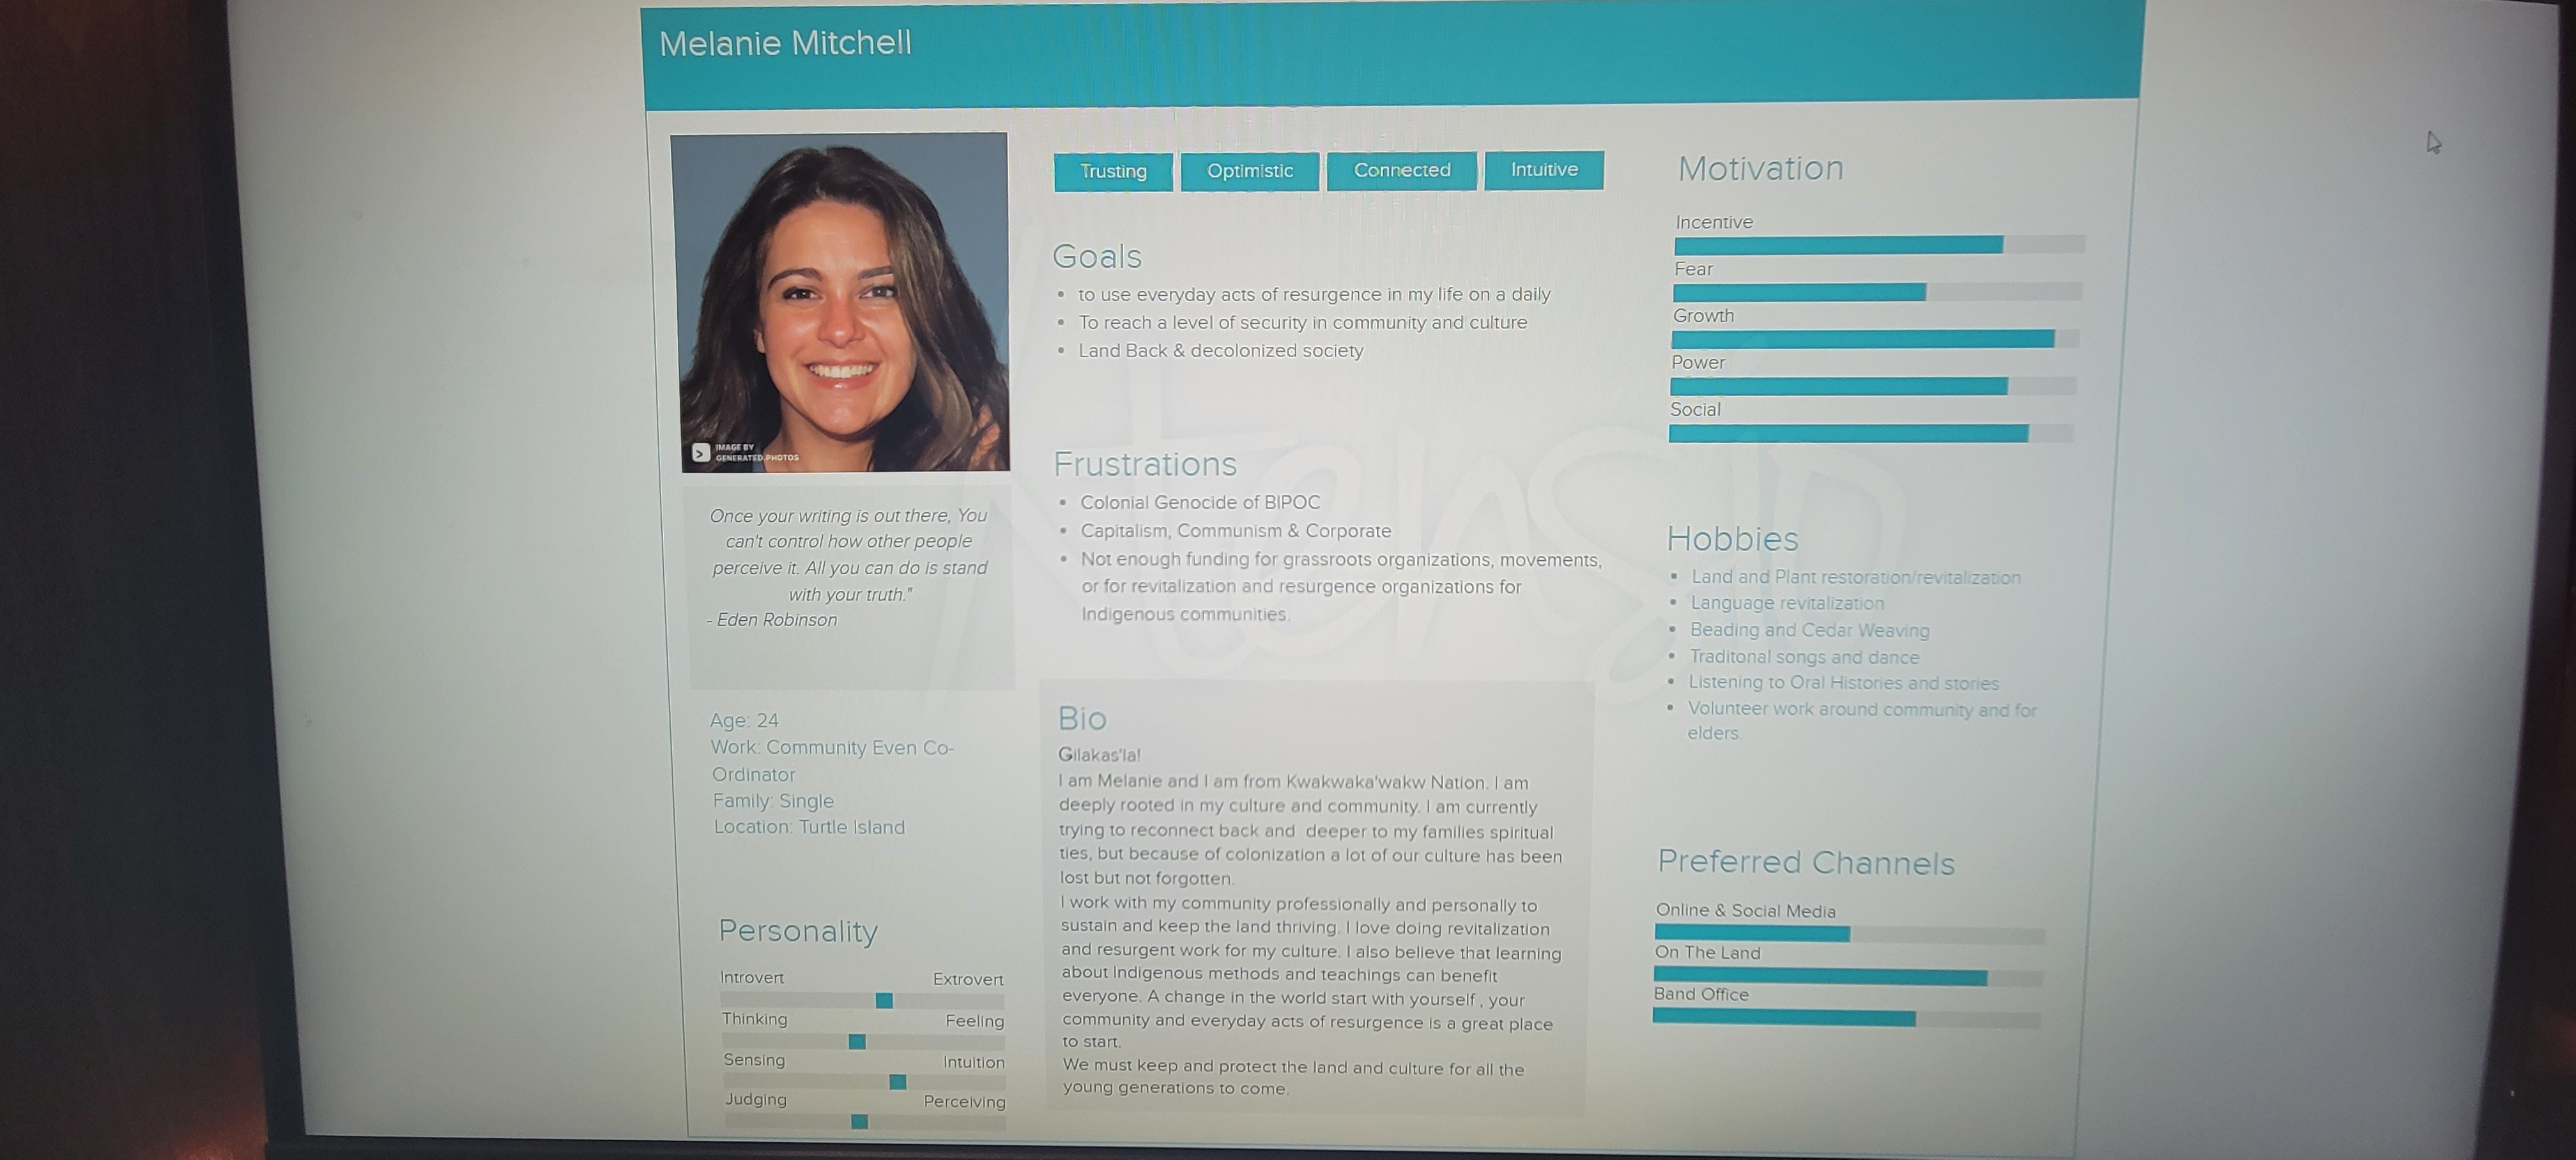 Melanie Mitchell
IMAGE BY
GENERATED.PHOTOS
Once your writing is out there, You
can't control how other people
perceive it. All you can do is stand
with your truth."
- Eden Robinson
Age: 24
Work: Community Even Co-
Ordinator
Family: Single
Location: Turtle Island
Personality
Introvert Extrovert
Thinking Feeling
Sensing Intuition
Judging Perceiving
Trusting Optimistic Connected Intuitive
Goals
• to use everyday acts of resurgence in my life on a daily
• To reach a level of security in community and culture
• Land Back & decolonized society
Frustrations
• Colonial Genocide of BIPOC
• Capitalism, Communism & Corporate
• Not enough funding for grassroots organizations, movements,
or for revitalization and resurgence organizations for
Indigenous communities.
Bio
Gilakas'la!
I am Melanie and I am from Kwakwaka'wakw Nation. I am
deeply rooted in my culture and community. I am currently
trying to reconnect back and deeper to my families spiritual
ties, but because of colonization a lot of our culture has been
lost but not forgotten.
I work with my community professionally and personally to
sustain and keep the land thriving. I love doing revitalization
and resurgent work for my culture. I also believe that learning
about Indigenous methods and teachings can benefit
everyone. A change in the world start with yourself , your
community and everyday acts of resurgence is a great place
to start.
We must keep and protect the land and culture for all the
young generations to come.
Motivation
Incentive
Fear
Growth
Power
Social
Hobbies
• Land and Plant restoration/revitalization
• Language revitalization
• Beading and Cedar Weaving
• Traditonal songs and dance
• Listening to Oral Histories and stories
• Volunteer work around community and for
elders.
Preferred Channels
Online & Social Media
On The Land
Band Office